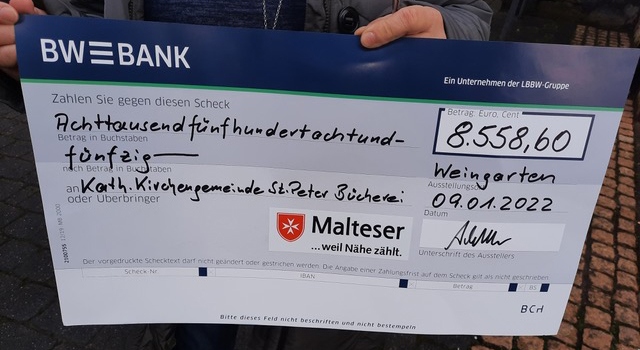 BW BANK
Ein Unternehmen der LBBW-Gruppe
Zahlen Sie gegen diesen Scheck
Betrag: Euro, Cent
Achttausendfünfhundertachtund-
8.558,60
Betrag in Buchstaben
fünfzig
noch Betrag in Buchstaben
Weingarten
Ausstellungsort
an Kath. Kirchengemeinde St. Peter Bücherei
oder Überbringer
09.01.2022
Datum
Malteser
...weil Nähe zählt.
Unterschrift des Ausstellers
Der vorgedruckte Schecktext darf nicht geändert oder gestrichen werden. Die Angabe einer Zahlungsfrist auf dem Scheck gilt als nicht geschrieben.
Scheck-Nr.
IBAN
Betrag
BS
BCH
Bitte dieses Feld nicht beschriften und nicht bestempeln